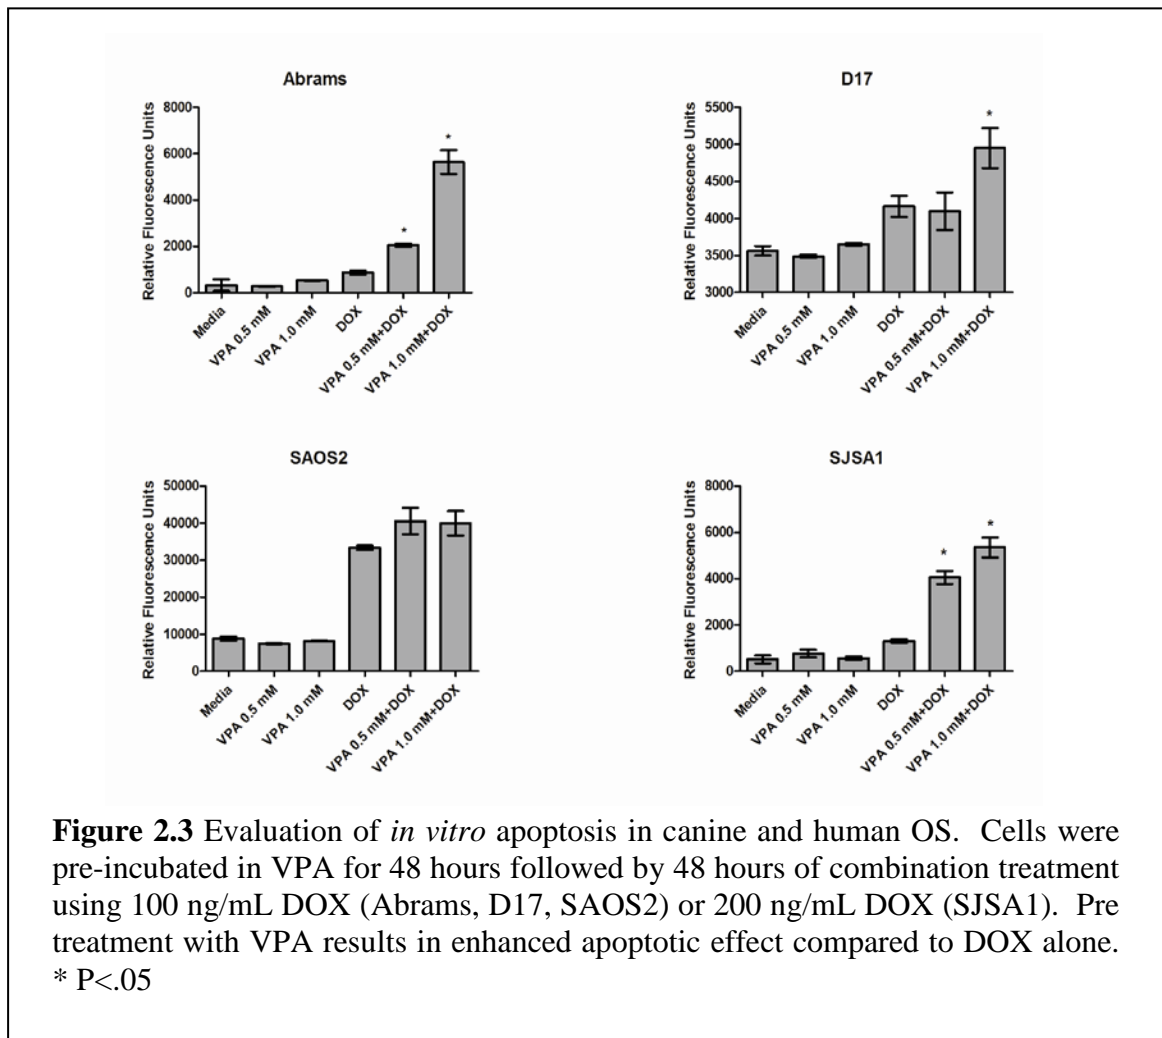 Abrams
Relative Fluorescence Units
8000
6000
4000
2000
0
*
*
Media
VPA 0.5 mM
VPA 1.0 mM
DOX
VPA 0.5 mM+DOX
VPA 1.0 mM+DOX
D17
Relative Fluorescence Units
5500
5000
4500
4000
3500
3000
*
Media
VPA 0.5 mM
VPA 1.0 mM
DOX
VPA 0.5 mM+DOX
VPA 1.0 mM+DOX
SAOS2
Relative Fluorescence Units
50000
40000
30000
20000
10000
0
Media
VPA 0.5 mM
VPA 1.0 mM
DOX
VPA 0.5 mM+DOX
VPA 1.0 mM+DOX
SJSA1
Relative Fluorescence Units
8000
6000
4000
2000
0
*
*
Media
VPA 0.5 mM
VPA 1.0 mM
DOX
VPA 0.5 mM+DOX
VPA 1.0 mM+DOX
Figure 2.3 Evaluation of in vitro apoptosis in canine and human OS. Cells were
pre-incubated in VPA for 48 hours followed by 48 hours of combination treatment
using 100 ng/mL DOX (Abrams, D17, SAOS2) or 200 ng/mL DOX (SJSA1). Pre
treatment with VPA results in enhanced apoptotic effect compared to DOX alone.
* P<.05